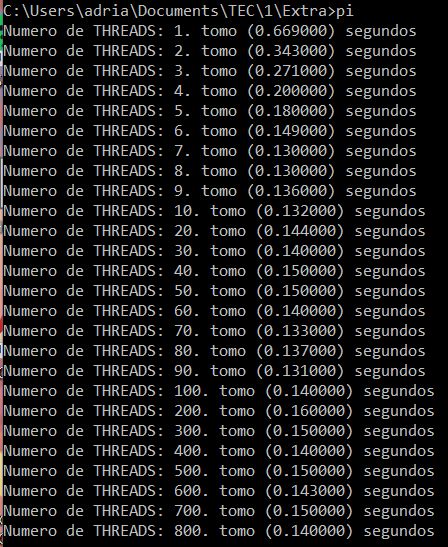 C:\Users\adria\Documents\TEC\1\Extra>pi
Numero de THREADS: 1. tomo (0.669000) segundos
Numero de THREADS: 2. tomo (0.343000) segundos
Numero de THREADS: 3. tomo (0.271000) segundos
Numero de THREADS: 4. tomo (0.200000) segundos
Numero de THREADS: 5. tomo (0.180000) segundos
Numero de THREADS: 6. tomo (0.149000) segundos
Numero de THREADS: 7. tomo (0.130000) segundos
Numero de THREADS: 8. tomo (0.130000) segundos
Numero de THREADS: 9. tomo (0.136000) segundos
Numero de THREADS: 10. tomo (0.132000) segundos
Numero de THREADS: 20. tomo (0.144000) segundos
Numero de THREADS: 30. tomo (0.140000) segundos
Numero de THREADS: 40. tomo (0.150000) segundos
Numero de THREADS: 50. tomo (0.150000) segundos
Numero de THREADS: 60. tomo (0.140000) segundos
Numero de THREADS: 70. tomo (0.133000) segundos
Numero de THREADS: 80. tomo (0.137000) segundos
Numero de THREADS: 90. tomo (0.131000) segundos
Numero de THREADS: 100. tomo (0.140000) segundos
Numero de THREADS: 200. tomo (0.160000) segundos
Numero de THREADS: 300. tomo (0.150000) segundos
Numero de THREADS: 400. tomo (0.140000) segundos
Numero de THREADS: 500. tomo (0.150000) segundos
Numero de THREADS: 600. tomo (0.143000) segundos
Numero de THREADS: 700. tomo (0.150000) segundos
Numero de THREADS: 800. tomo (0.140000) segundos